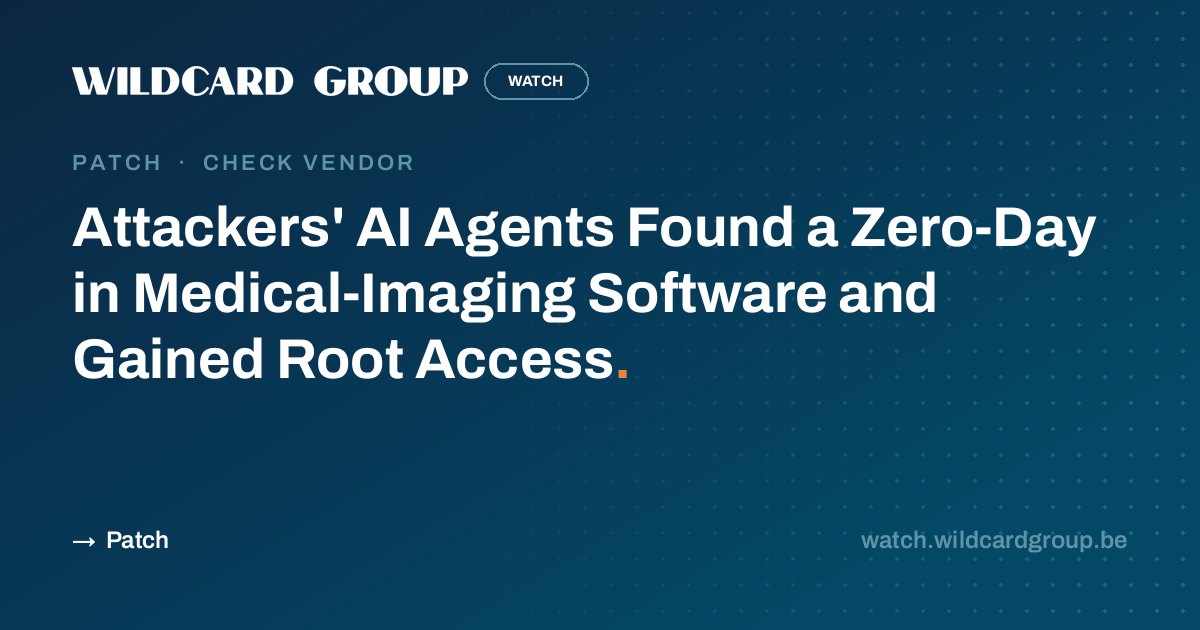 WILDCARD GROUP WATCH
PATCH · CHECK VENDOR
Attackers' AI Agents Found a Zero-Day
in Medical-Imaging Software and
Gained Root Access.
→ Patch
watch.wildcardgroup.be